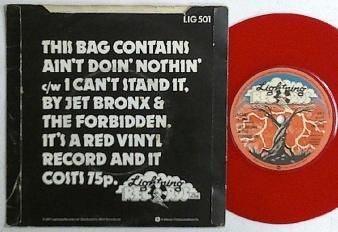 LIG 501
THIS BAG CONTAINS
AIN'T DOIN' NOTHIN'
c/w I CAN'T STAND IT,
BY JET BRONX &
THE FORBIDDEN.
IT'S A RED VINYL
RECORD AND IT
COSTS 75p.
Lightning
RECORDS
Lightning